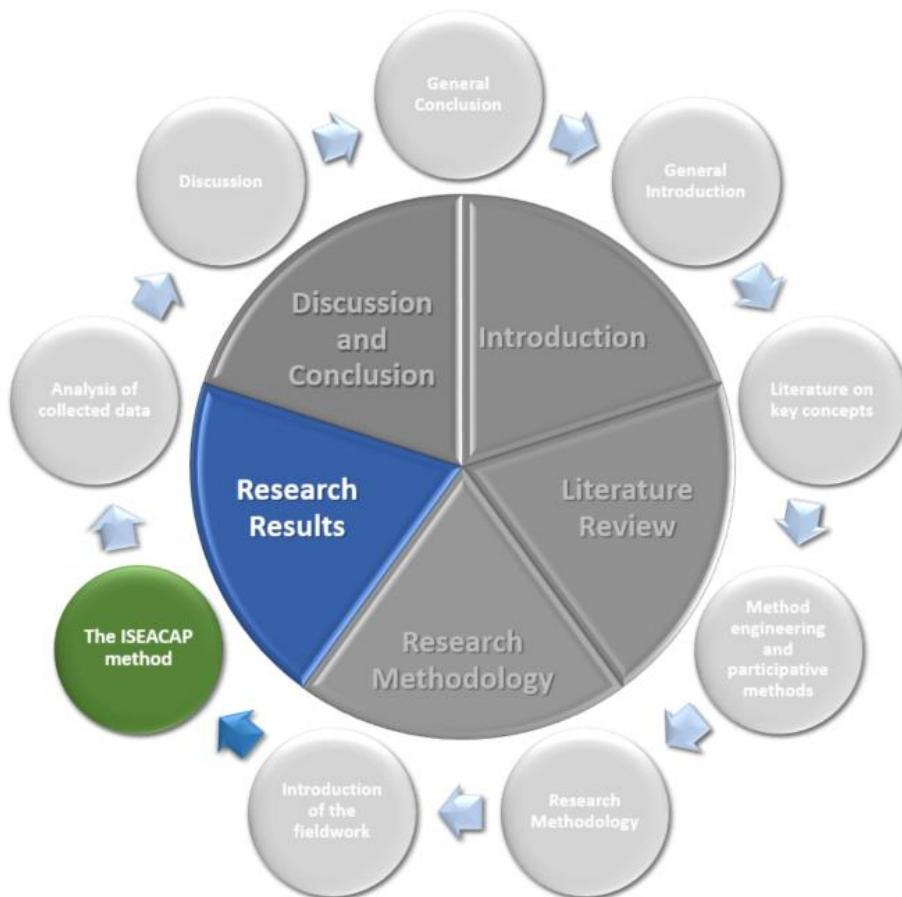 General
Conclusion
General
Introduction
Literature on
key concepts
Method
engineering
and
participative
methods
Research
Methodology
Introduction
of the
fieldwork
The ISEACAP
method
Analysis of
collected data
Discussion
Introduction
Literature
Review
Research
Methodology
Research
Results
Discussion
and
Conclusion